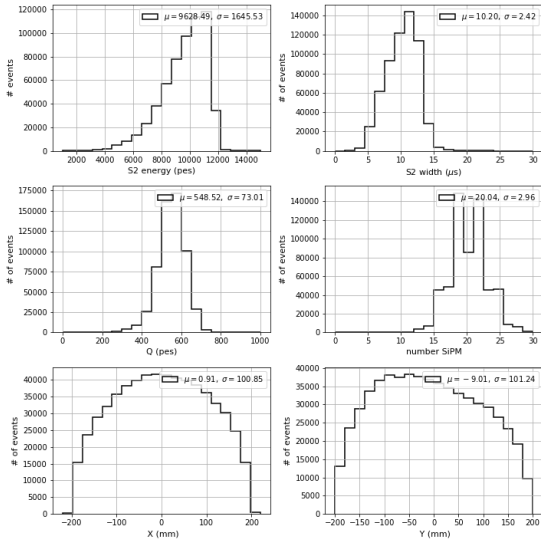 # of events
120000
100000
80000
60000
40000
20000
0
μ=9628.49, σ=1645.53
2000 4000 6000 8000 10000 12000 14000
S2 energy (pes)
# of events
140000
120000
100000
80000
60000
40000
20000
0
μ=10.20, σ=2.42
0 5 10 15 20 25 30
S2 width (μs)
# of events
175000
150000
125000
100000
75000
50000
25000
0
μ=548.52, σ=73.01
0 200 400 600 800 1000
Q (pes)
# of events
140000
120000
100000
80000
60000
40000
20000
0
μ=20.04, σ=2.96
0 5 10 15 20 25 30
number SiPM
# of events
40000
35000
30000
25000
20000
15000
10000
5000
0
μ=0.91, σ=100.85
−200 −100 0 100 200
X (mm)
# of events
40000
35000
30000
25000
20000
15000
10000
5000
0
μ=−9.01, σ=101.24
−200 −150 −100 −50 0 50 100 150 200
Y (mm)